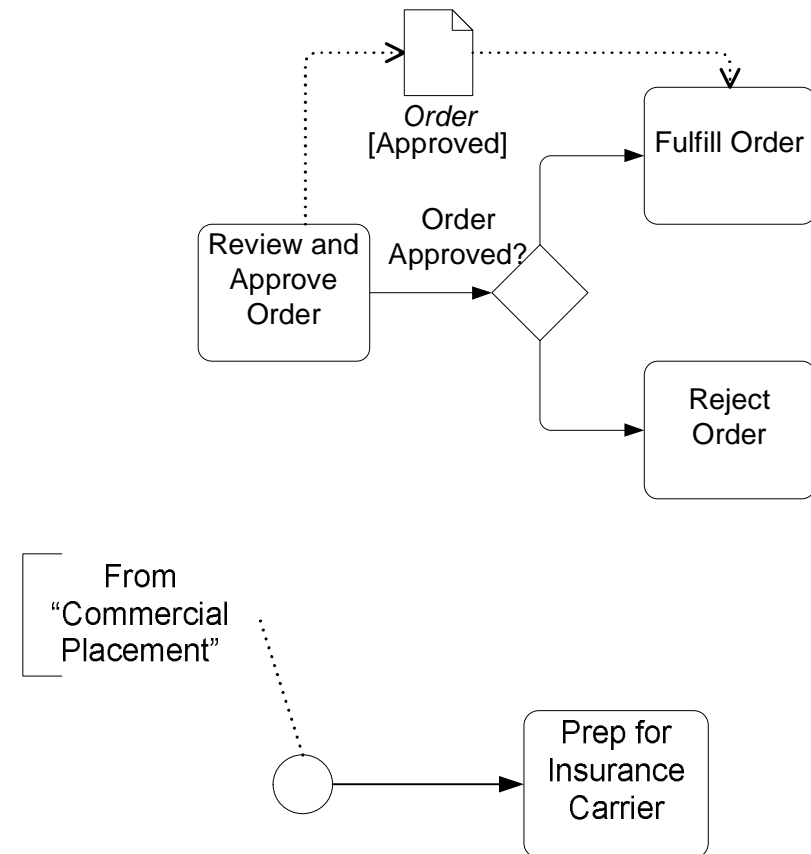 Order
[Approved]
Fulfill Order
Order
Approved?
Review and
Approve
Order
Reject
Order
From
“Commercial
Placement”
Prep for
Insurance
Carrier